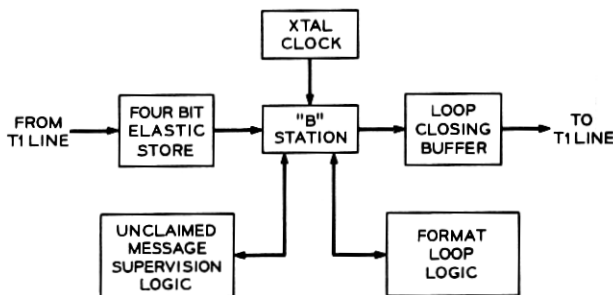 XTAL
CLOCK
FROM
T1 LINE
FOUR BIT
ELASTIC
STORE
"B"
STATION
LOOP
CLOSING
BUFFER
TO
T1 LINE
UNCLAIMED
MESSAGE
SUPERVISION
LOGIC
FORMAT
LOOP
LOGIC